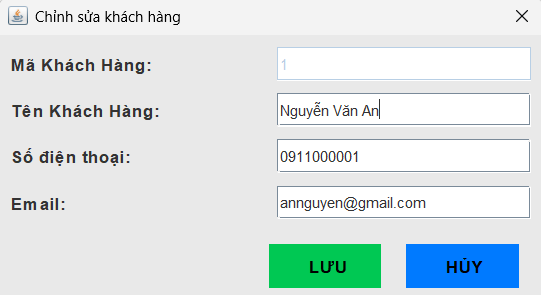 Chỉnh sửa khách hàng
Mã Khách Hàng: 1
Tên Khách Hàng: Nguyễn Văn An
Số điện thoại: 0911000001
Email: annguyen@gmail.com
LƯU HỦY